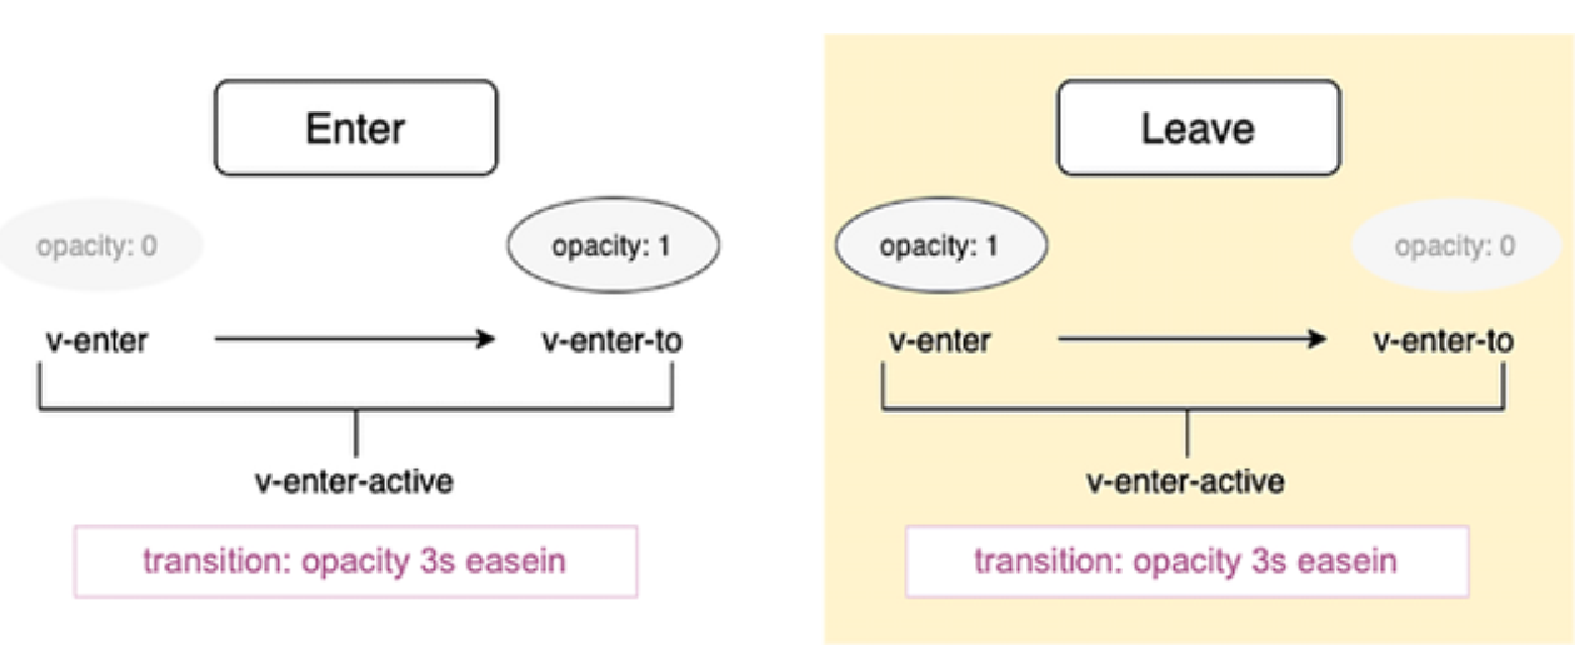 Enter
opacity: 0
opacity: 1
v-enter
v-enter-to
v-enter-active
transition: opacity 3s easein
Leave
opacity: 1
opacity: 0
v-enter
v-enter-to
v-enter-active
transition: opacity 3s easein